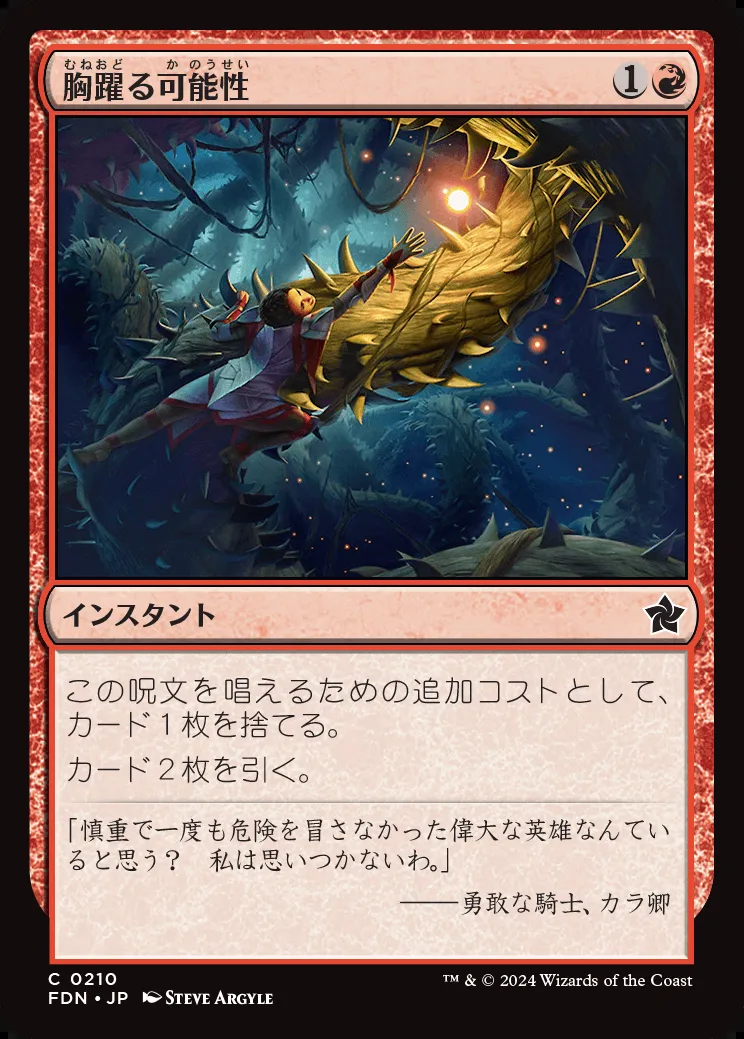 むねおど かのうせい
胸躍る可能性
1
インスタント
この呪文を唱えるための追加コストとして、
カード1枚を捨てる。
カード2枚を引く。
「慎重で一度も危険を冒さなかった偉大な英雄なんてい
ると思う？　私は思いつかないわ。」
——勇敢な騎士、カラ卿
C 0210
FDN • JP Steve Argyle
™ & © 2024 Wizards of the Coast